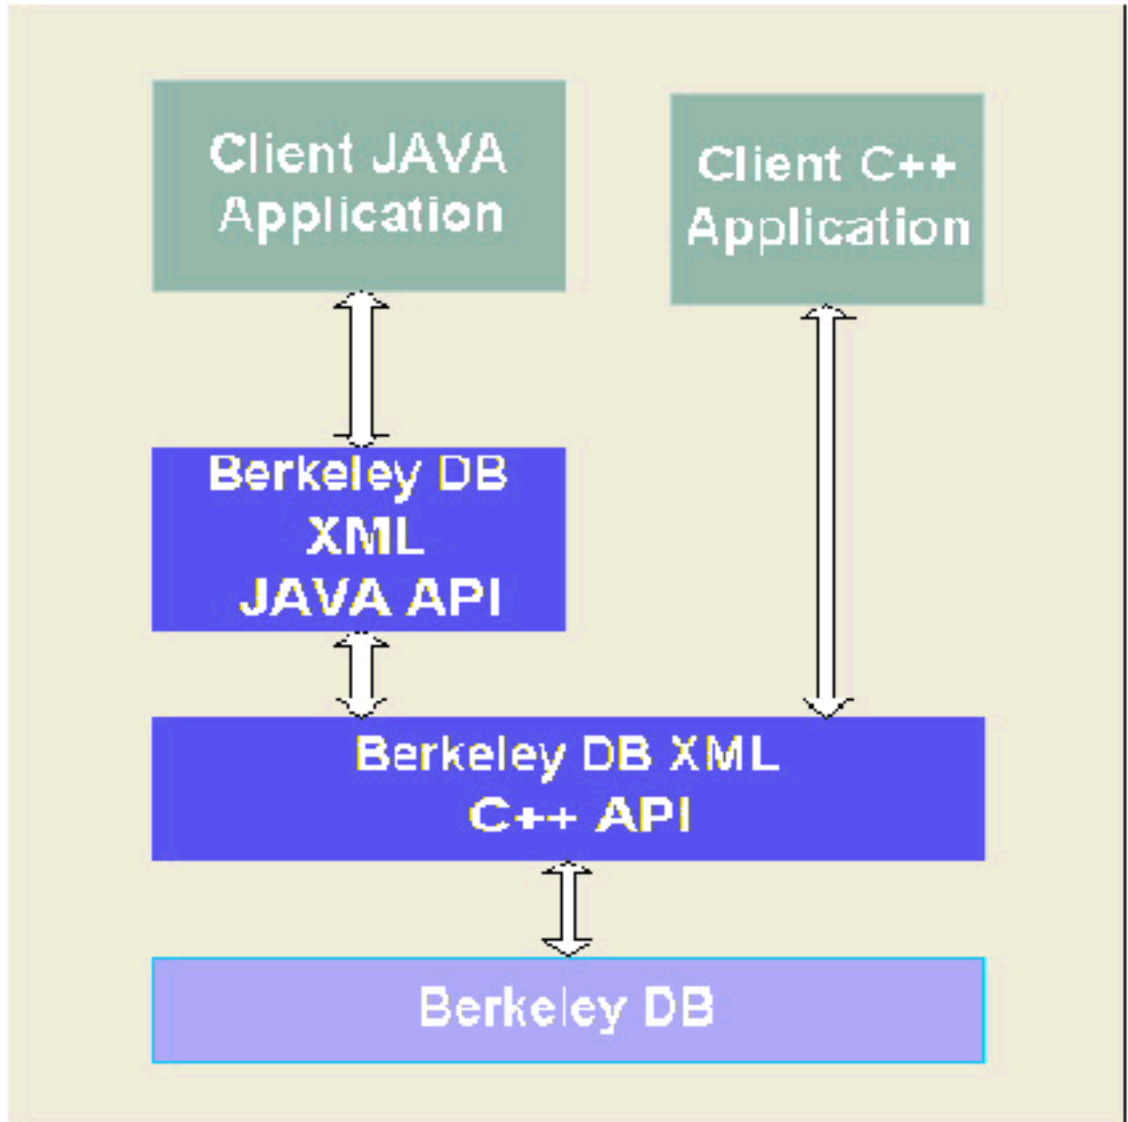 Client JAVA
Application
Client C++
Application
Berkeley DB
XML
JAVA API
Berkeley DB XML
C++ API
Berkeley DB